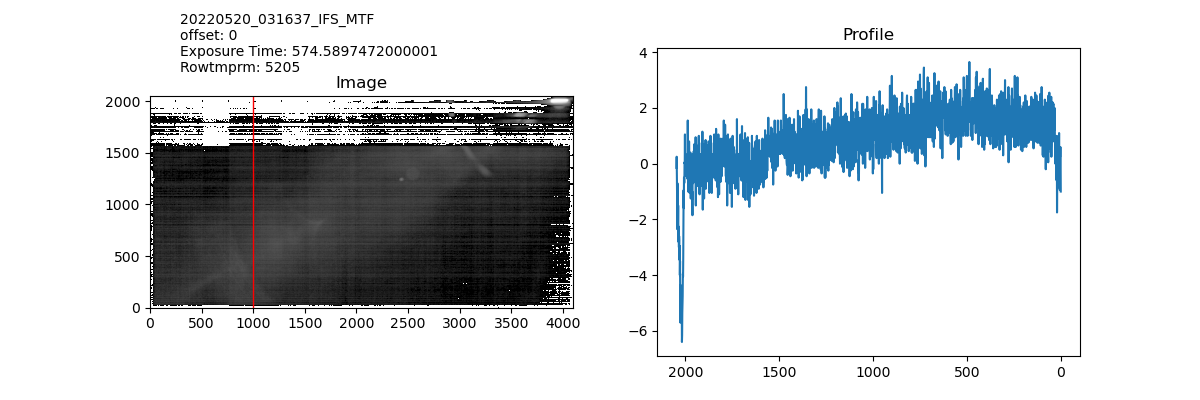 20220520_031637_IFS_MTF
offset: 0
Exposure Time: 574.5897472000001
Rowtmprm: 5205
Image
2000
1500
1000
500
0
0 500 1000 1500 2000 2500 3000 3500 4000
Profile
4
2
0
−2
−4
−6
2000 1500 1000 500 0